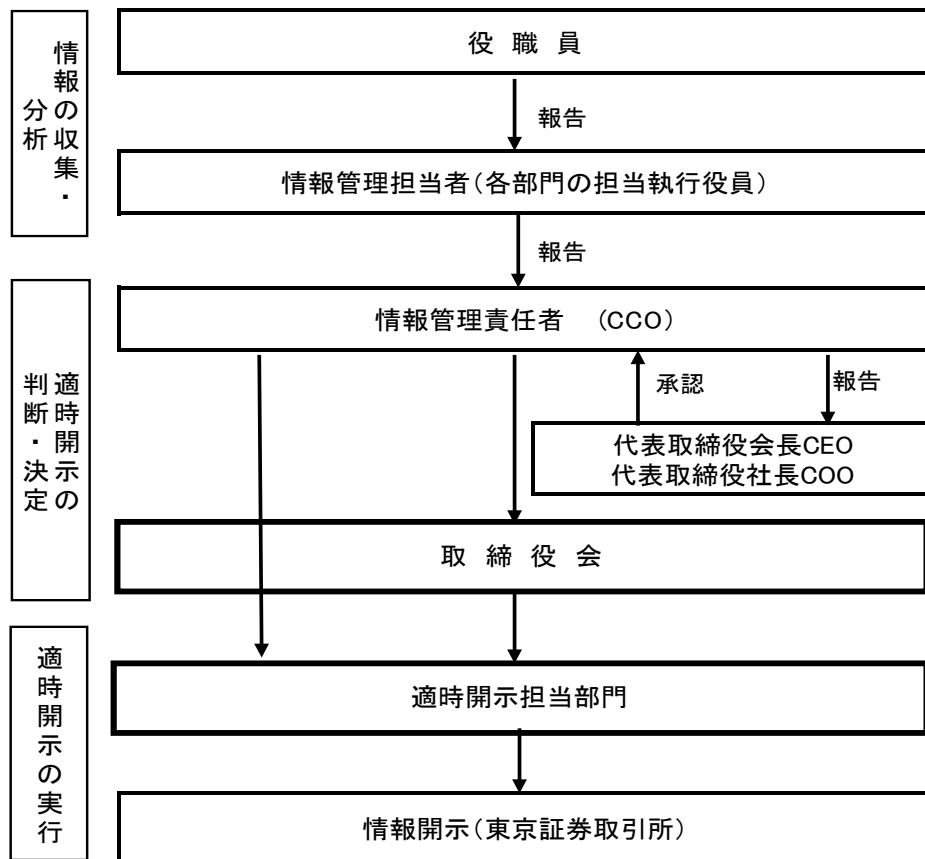 情報の収集・
分析
役職員
報告
情報管理担当者（各部門の担当執行役員）
報告
適時開示の
判断・決定
情報管理責任者　（CCO）
承認
報告
代表取締役会長CEO
代表取締役社長COO
取締役会
適時開示の実行
適時開示担当部門
情報開示（東京証券取引所）